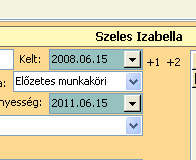 Szeles Izabella
Kelt: 2008.06.15 +1 +2
a: Előzetes munkaköri
nyesség: 2011.06.15